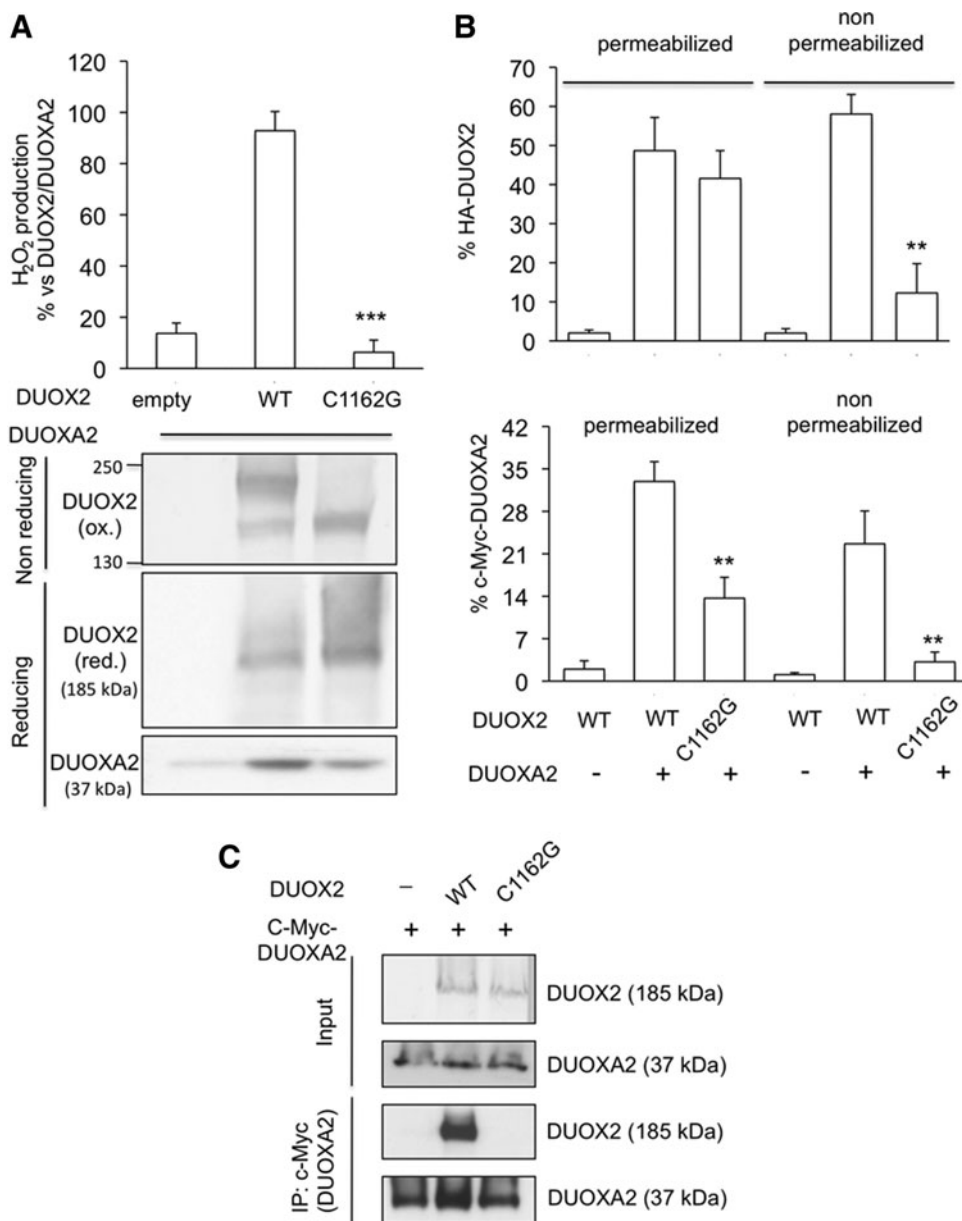 A
H₂O₂ production
% vs DUOX2/DUOXA2
120
100
80
60
40
20
0
***
DUOX2 empty WT C1162G
DUOXA2
Non reducing
250
DUOX2
(ox.)
130
Reducing
DUOX2
(red.)
(185 kDa)
DUOXA2
(37 kDa)
B
permeabilized
non
permeabilized
% HA-DUOX2
70
60
50
40
30
20
10
0
**
permeabilized
non
permeabilized
% c-Myc-DUOXA2
42
35
28
21
14
7
0
**
**
DUOX2 WT WT C1162G WT WT C1162G
DUOXA2 - + + - + +
C
DUOX2 – WT C1162G
C-Myc-
DUOXA2
+ + +
Input
DUOX2 (185 kDa)
DUOXA2 (37 kDa)
IP: c-Myc
(DUOXA2)
DUOX2 (185 kDa)
DUOXA2 (37 kDa)